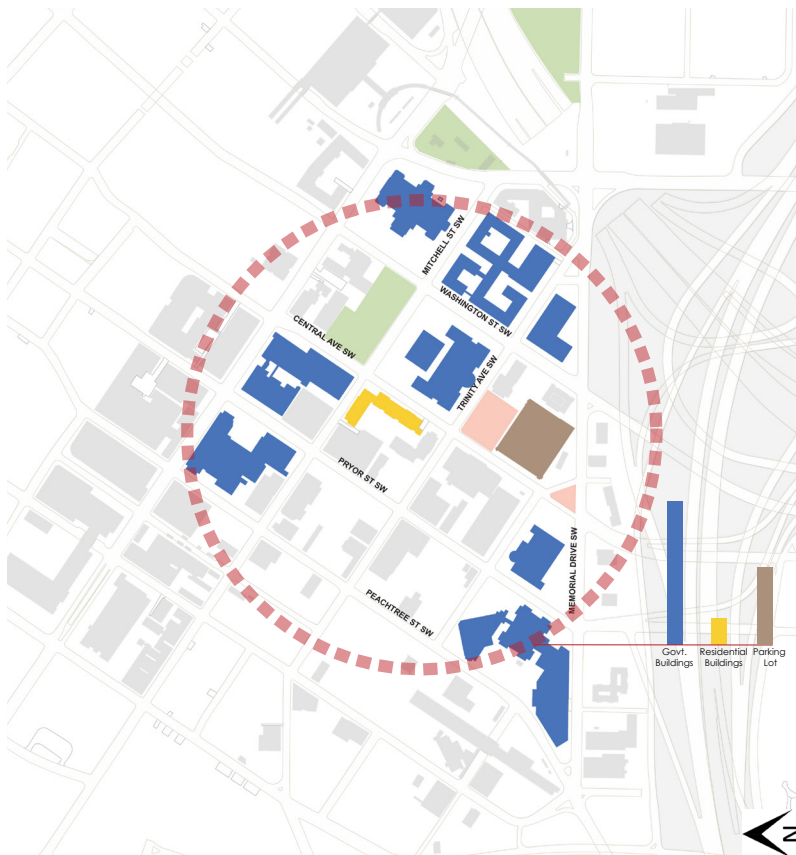 MITCHELL ST SW
WASHINGTON ST SW
CENTRAL AVE SW
TRINITY AVE SW
PRYOR ST SW
MEMORIAL DRIVE SW
PEACHTREE ST SW
Govt.
Buildings
Residential
Buildings
Parking
Lot
N